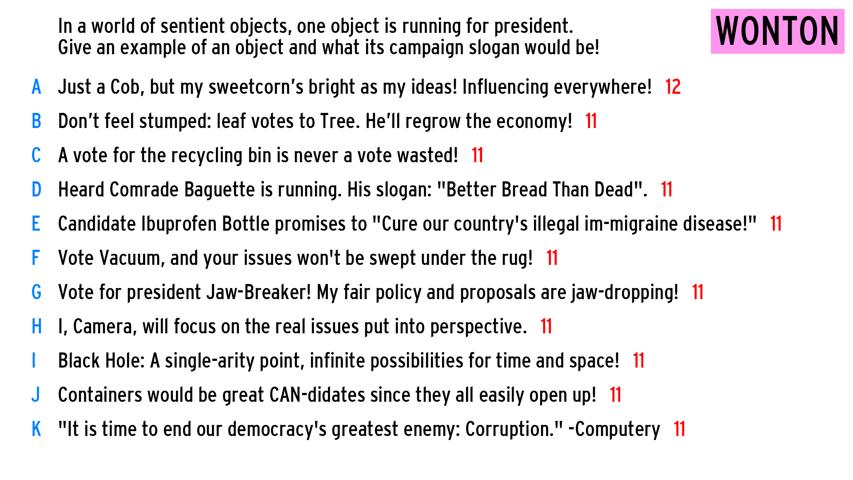 In a world of sentient objects, one object is running for president.
Give an example of an object and what its campaign slogan would be!
WONTON
A Just a Cob, but my sweetcorn's bright as my ideas! Influencing everywhere! 12
B Don't feel stumped: leaf votes to Tree. He'll regrow the economy! 11
C A vote for the recycling bin is never a vote wasted! 11
D Heard Comrade Baguette is running. His slogan: "Better Bread Than Dead". 11
E Candidate Ibuprofen Bottle promises to "Cure our country's illegal im-migraine disease!" 11
F Vote Vacuum, and your issues won't be swept under the rug! 11
G Vote for president Jaw-Breaker! My fair policy and proposals are jaw-dropping! 11
H I, Camera, will focus on the real issues put into perspective. 11
I Black Hole: A single-arity point, infinite possibilities for time and space! 11
J Containers would be great CAN-didates since they all easily open up! 11
K "It is time to end our democracy's greatest enemy: Corruption." -Computery 11